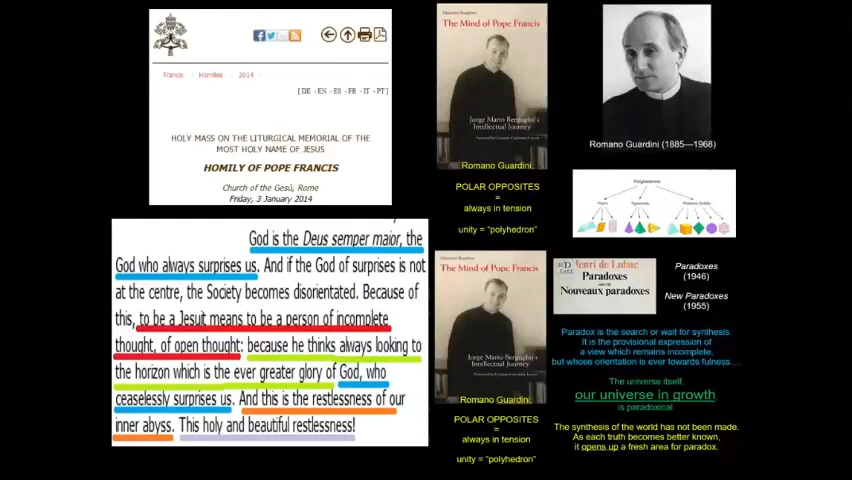 Francis > Homilies > 2014
[ DE - EN - ES - FR - IT - PT ]
HOLY MASS ON THE LITURGICAL MEMORIAL OF THE
MOST HOLY NAME OF JESUS
HOMILY OF POPE FRANCIS
Church of the Gesù, Rome
Friday, 3 January 2014
God is the Deus semper maior, the
God who always surprises us. And if the God of surprises is not
at the centre, the Society becomes disorientated. Because of
this, to be a Jesuit means to be a person of incomplete
thought, of open thought: because he thinks always looking to
the horizon which is the ever greater glory of God, who
ceaselessly surprises us. And this is the restlessness of our
inner abyss. This holy and beautiful restlessness!
Massimo Borghesi
The Mind of Pope Francis
Jorge Mario Bergoglio's
Intellectual Journey
Romano Guardini:
POLAR OPPOSITES
=
always in tension
unity = "polyhedron"
Massimo Borghesi
The Mind of Pope Francis
Jorge Mario Bergoglio's
Intellectual Journey
Romano Guardini:
POLAR OPPOSITES
=
always in tension
unity = "polyhedron"
Romano Guardini (1885—1968)
Prism
Pyramids
Platonic Solids
Henri de Lubac
Paradoxes
Nouveaux paradoxes
Paradoxes
(1946)
New Paradoxes
(1955)
Paradox is the search or wait for synthesis.
It is the provisional expression of
a view which remains incomplete,
but whose orientation is ever towards fulness….
The universe itself,
our universe in growth
is paradoxical.
The synthesis of the world has not been made.
As each truth becomes better known,
it opens up a fresh area for paradox.